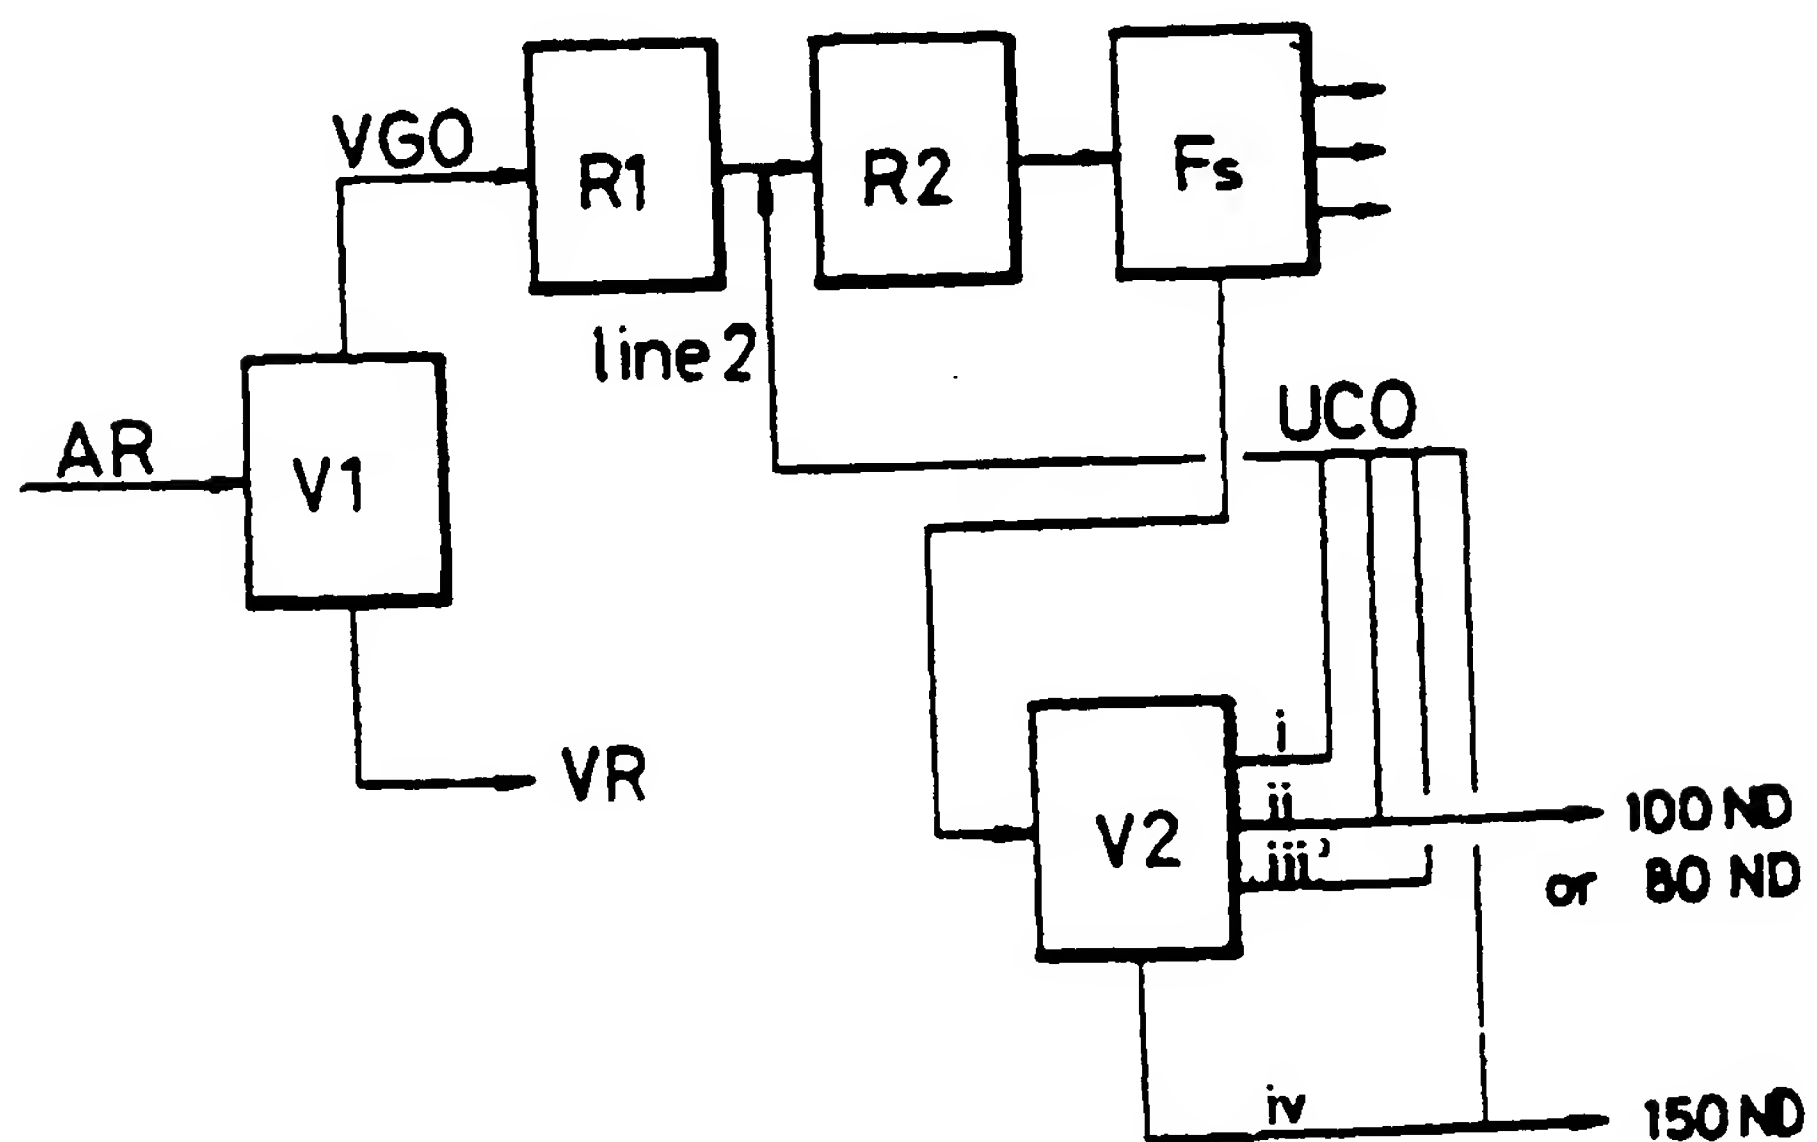 VGO
R1
R2
Fs
line 2
AR
V1
UCO
VR
i
ii
iii
V2
100 ND
or 80 ND
iv
150 ND